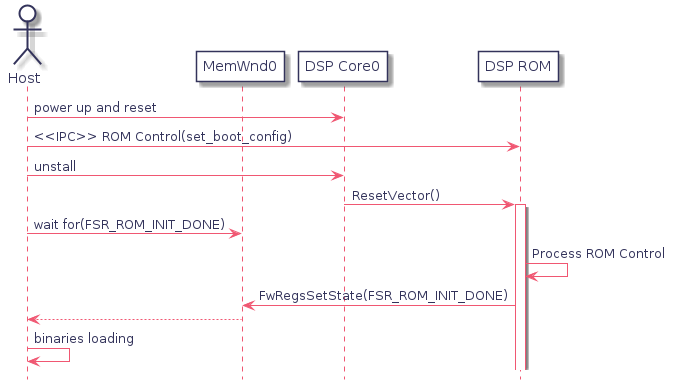 Host
MemWnd0
DSP Core0
DSP ROM
power up and reset
<<IPC>> ROM Control(set_boot_config)
unstall
ResetVector()
wait for(FSR_ROM_INIT_DONE)
Process ROM Control
FwRegsSetState(FSR_ROM_INIT_DONE)
binaries loading